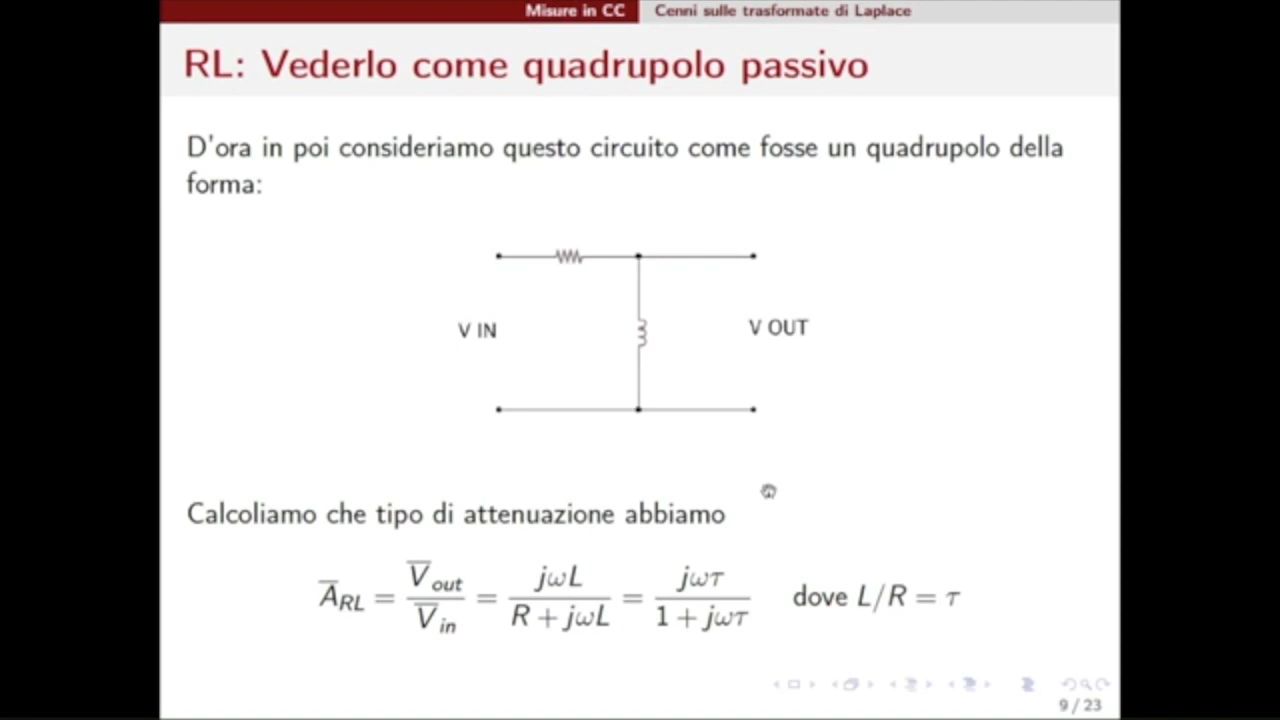 Misure in CC Cenni sulle trasformate di Laplace
RL: Vederlo come quadrupolo passivo
D'ora in poi consideriamo questo circuito come fosse un quadrupolo della
forma:
V IN
V OUT
Calcoliamo che tipo di attenuazione abbiamo
A̅_RL = V̅_out / V̅_in = jωL / (R + jωL) = jωτ / (1 + jωτ) dove L/R = τ
9 / 23